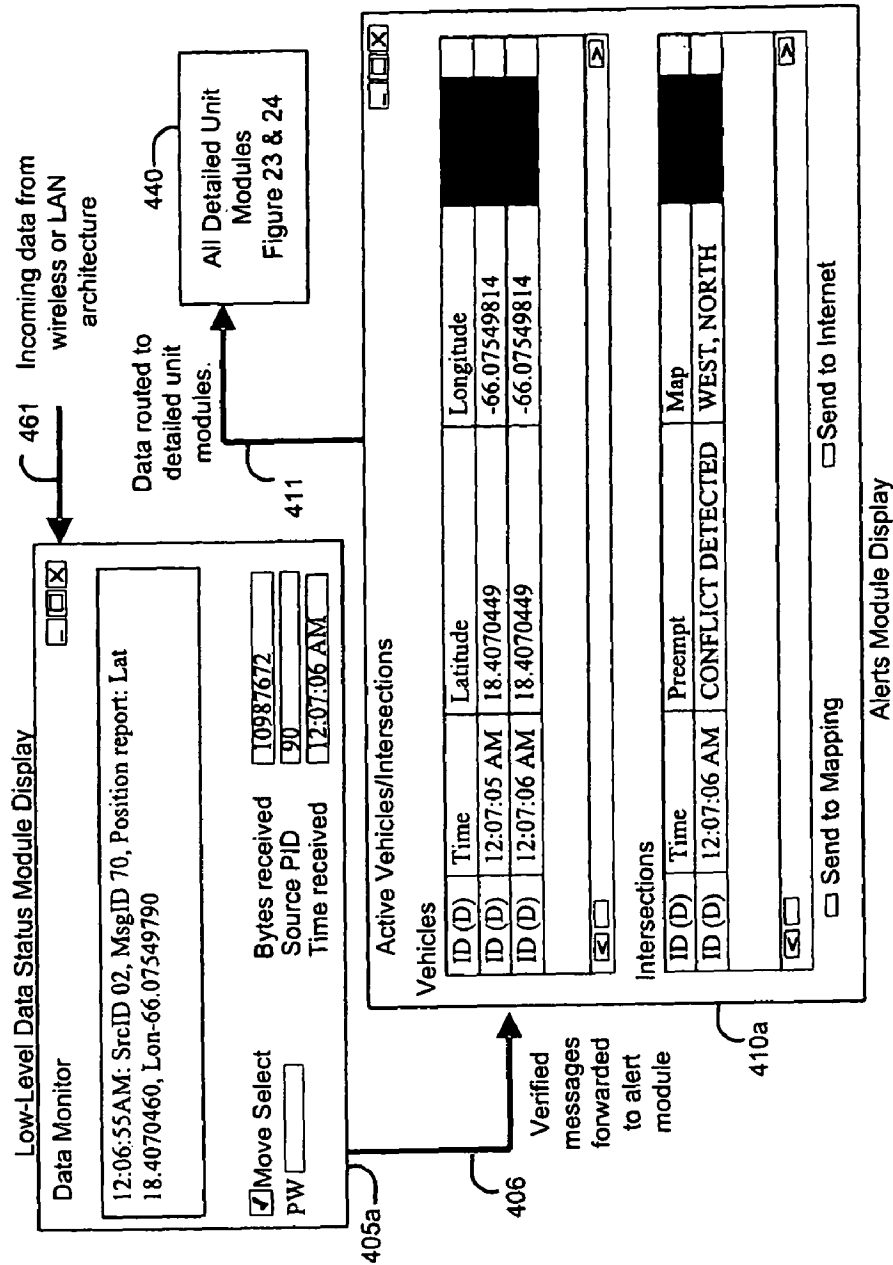 Low-Level Data Status Module Display
Data Monitor
12:06:55AM: SrcID 02, MsgID 70, Position report: Lat
18.4070460, Lon-66.07549790
Move Select
PW
Bytes received 10987672
Source PID 90
Time received 12:07:06 AM
405a
461
Incoming data from
wireless or LAN
architecture
406
Verified
messages
forwarded
to alert
module
Data routed to
detailed unit
modules.
411
440
All Detailed Unit
Modules
Figure 23 & 24
Active Vehicles/Intersections
Vehicles
ID (D) Time Latitude Longitude
ID (D) 12:07:05 AM 18.4070449 -66.07549814
ID (D) 12:07:06 AM 18.4070449 -66.07549814
Intersections
ID (D) Time Preempt Map
ID (D) 12:07:06 AM CONFLICT DETECTED WEST, NORTH
Send to Mapping
Send to Internet
410a
Alerts Module Display